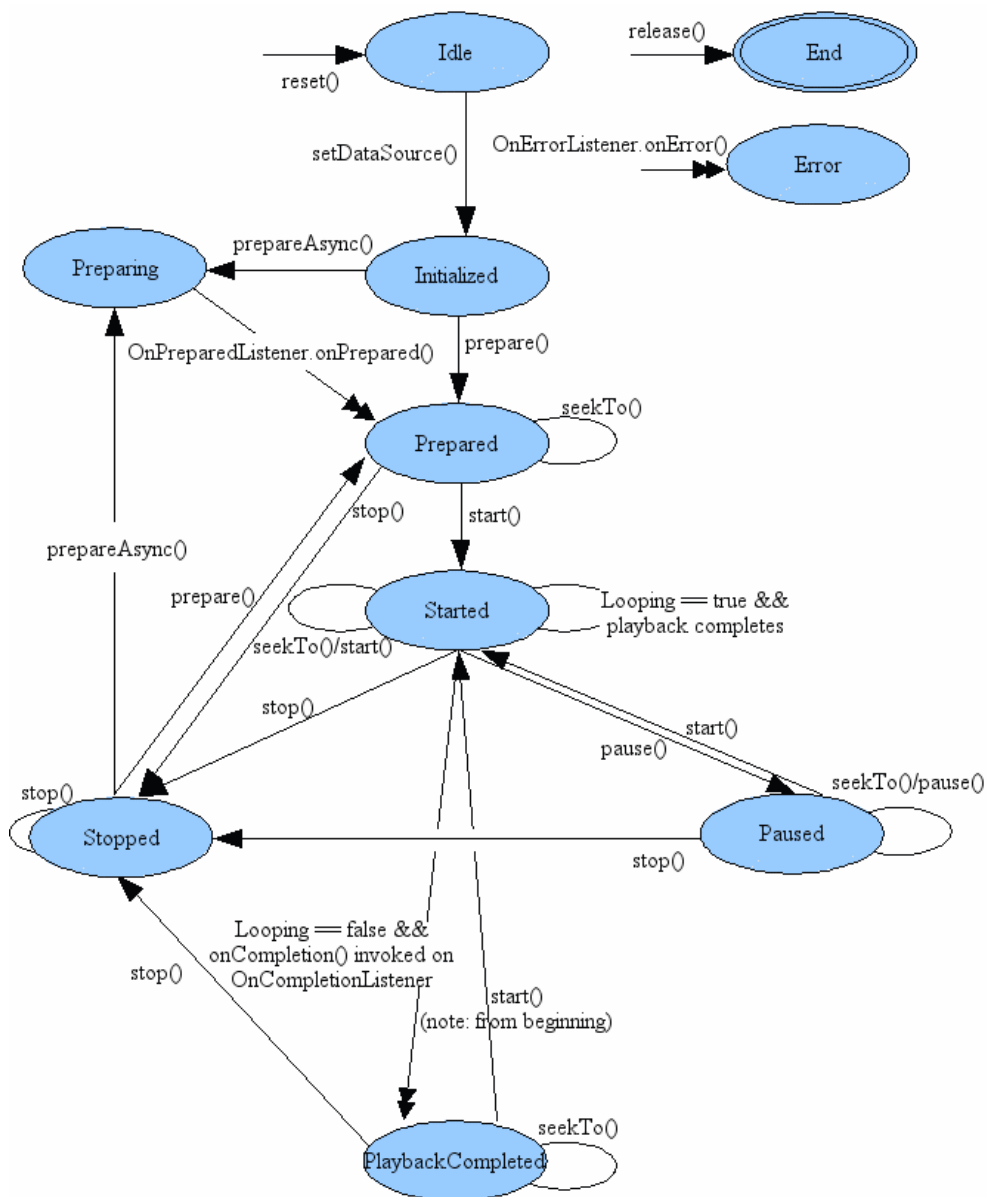 Idle
release()
End
reset()
setDataSource()
OnErrorListener.onError()
Error
prepareAsync()
Preparing
Initialized
OnPreparedListener.onPrepared()
prepare()
seekTo()
Prepared
stop()
start()
prepareAsync()
prepare()
Started
Looping == true &&
playback completes
seekTo()/start()
stop()
start()
pause()
stop()
seekTo()/pause()
Stopped
Paused
stop()
Looping == false &&
onCompletion() invoked on
OnCompletionListener
stop()
start()
(note: from beginning)
seekTo()
PlaybackCompleted